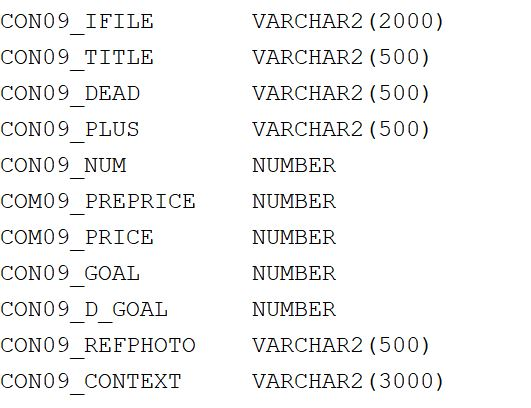 CON09_IFILE VARCHAR2(2000)
CON09_TITLE VARCHAR2(500)
CON09_DEAD VARCHAR2(500)
CON09_PLUS VARCHAR2(500)
CON09_NUM NUMBER
COM09_PREPRICE NUMBER
COM09_PRICE NUMBER
CON09_GOAL NUMBER
CON09_D_GOAL NUMBER
CON09_REFPHOTO VARCHAR2(500)
CON09_CONTEXT VARCHAR2(3000)